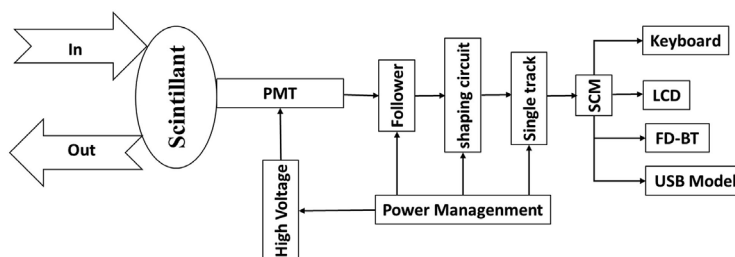 In
Out
Scintillant
PMT
High Voltage
Follower
shaping circuit
Single track
Power Managenment
SCM
Keyboard
LCD
FD-BT
USB Model